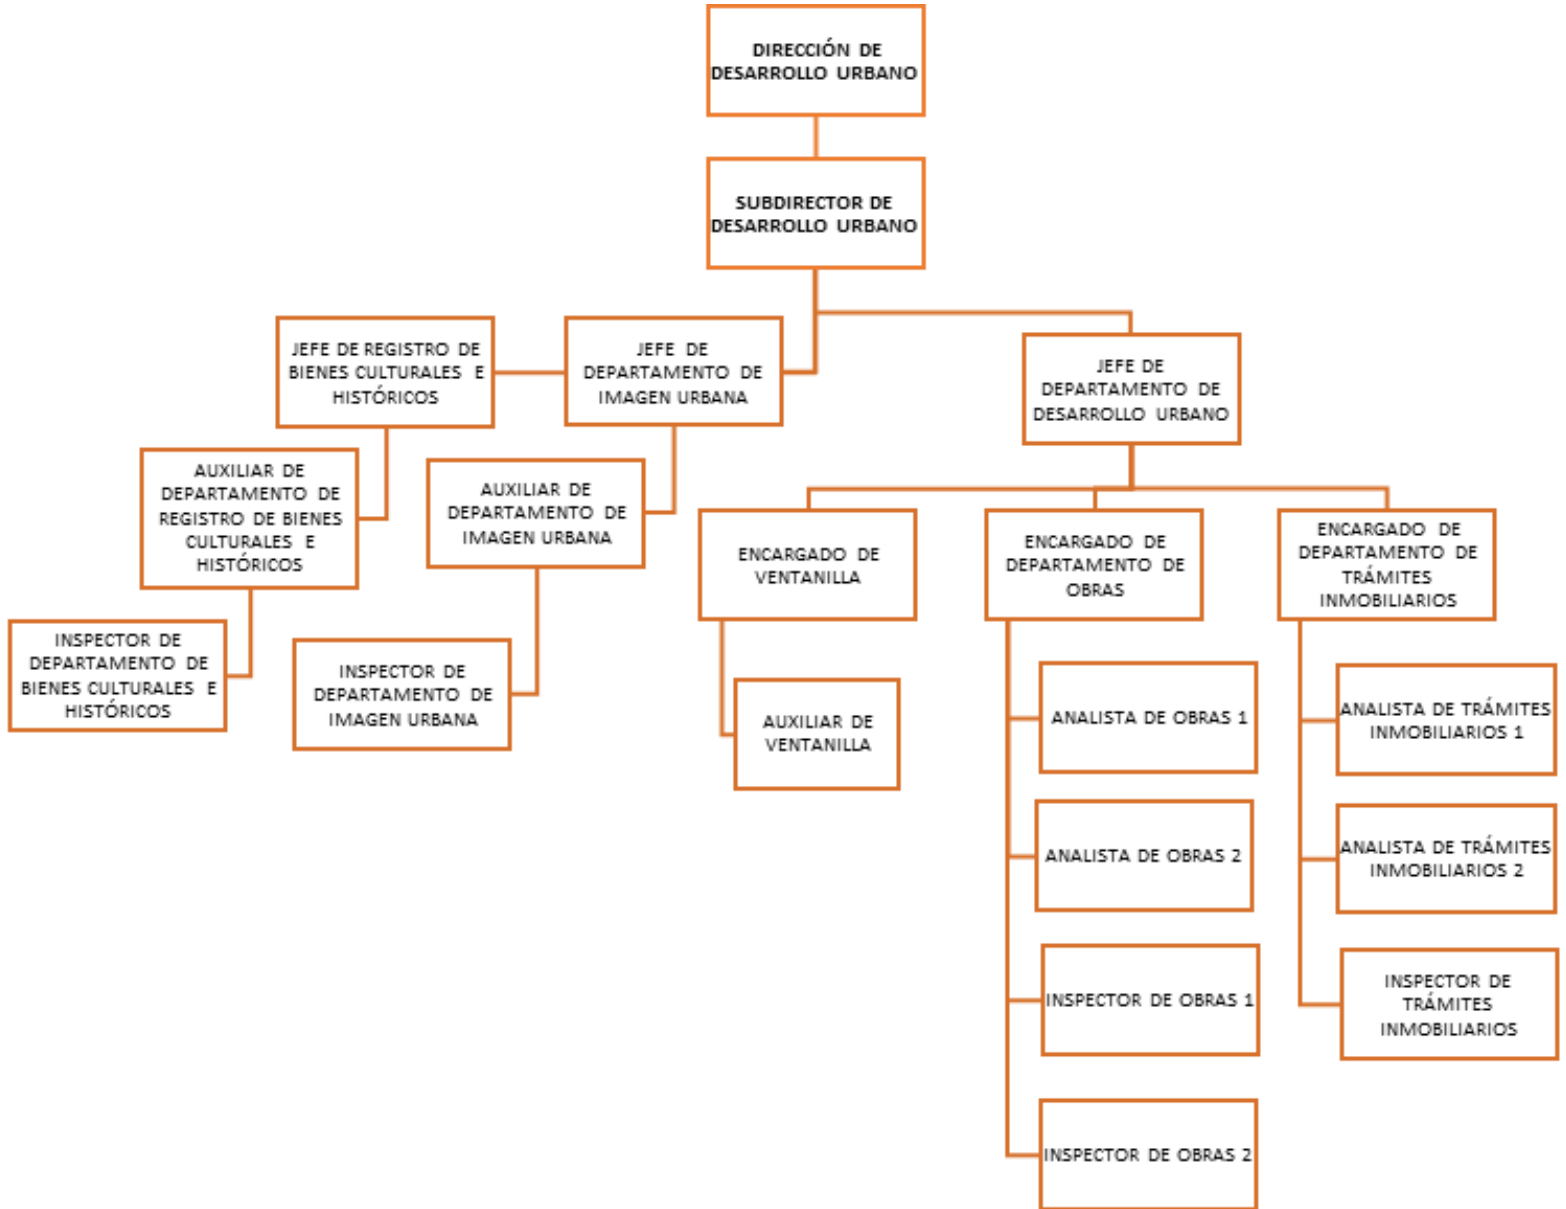 DIRECCIÓN DE
DESARROLLO URBANO
SUBDIRECTOR DE
DESARROLLO URBANO
JEFE DE REGISTRO DE
BIENES CULTURALES E
HISTÓRICOS
JEFE DE
DEPARTAMENTO DE
IMAGEN URBANA
JEFE DE
DEPARTAMENTO DE
DESARROLLO URBANO
AUXILIAR DE
DEPARTAMENTO DE
REGISTRO DE BIENES
CULTURALES E
HISTÓRICOS
AUXILIAR DE
DEPARTAMENTO DE
IMAGEN URBANA
ENCARGADO DE
VENTANILLA
ENCARGADO DE
DEPARTAMENTO DE
OBRAS
ENCARGADO DE
DEPARTAMENTO DE
TRÁMITES
INMOBILIARIOS
INSPECTOR DE
DEPARTAMENTO DE
BIENES CULTURALES E
HISTÓRICOS
INSPECTOR DE
DEPARTAMENTO DE
IMAGEN URBANA
AUXILIAR DE
VENTANILLA
ANALISTA DE OBRAS 1
ANALISTA DE TRÁMITES
INMOBILIARIOS 1
ANALISTA DE OBRAS 2
ANALISTA DE TRÁMITES
INMOBILIARIOS 2
INSPECTOR DE OBRAS 1
INSPECTOR DE
TRÁMITES
INMOBILIARIOS
INSPECTOR DE OBRAS 2